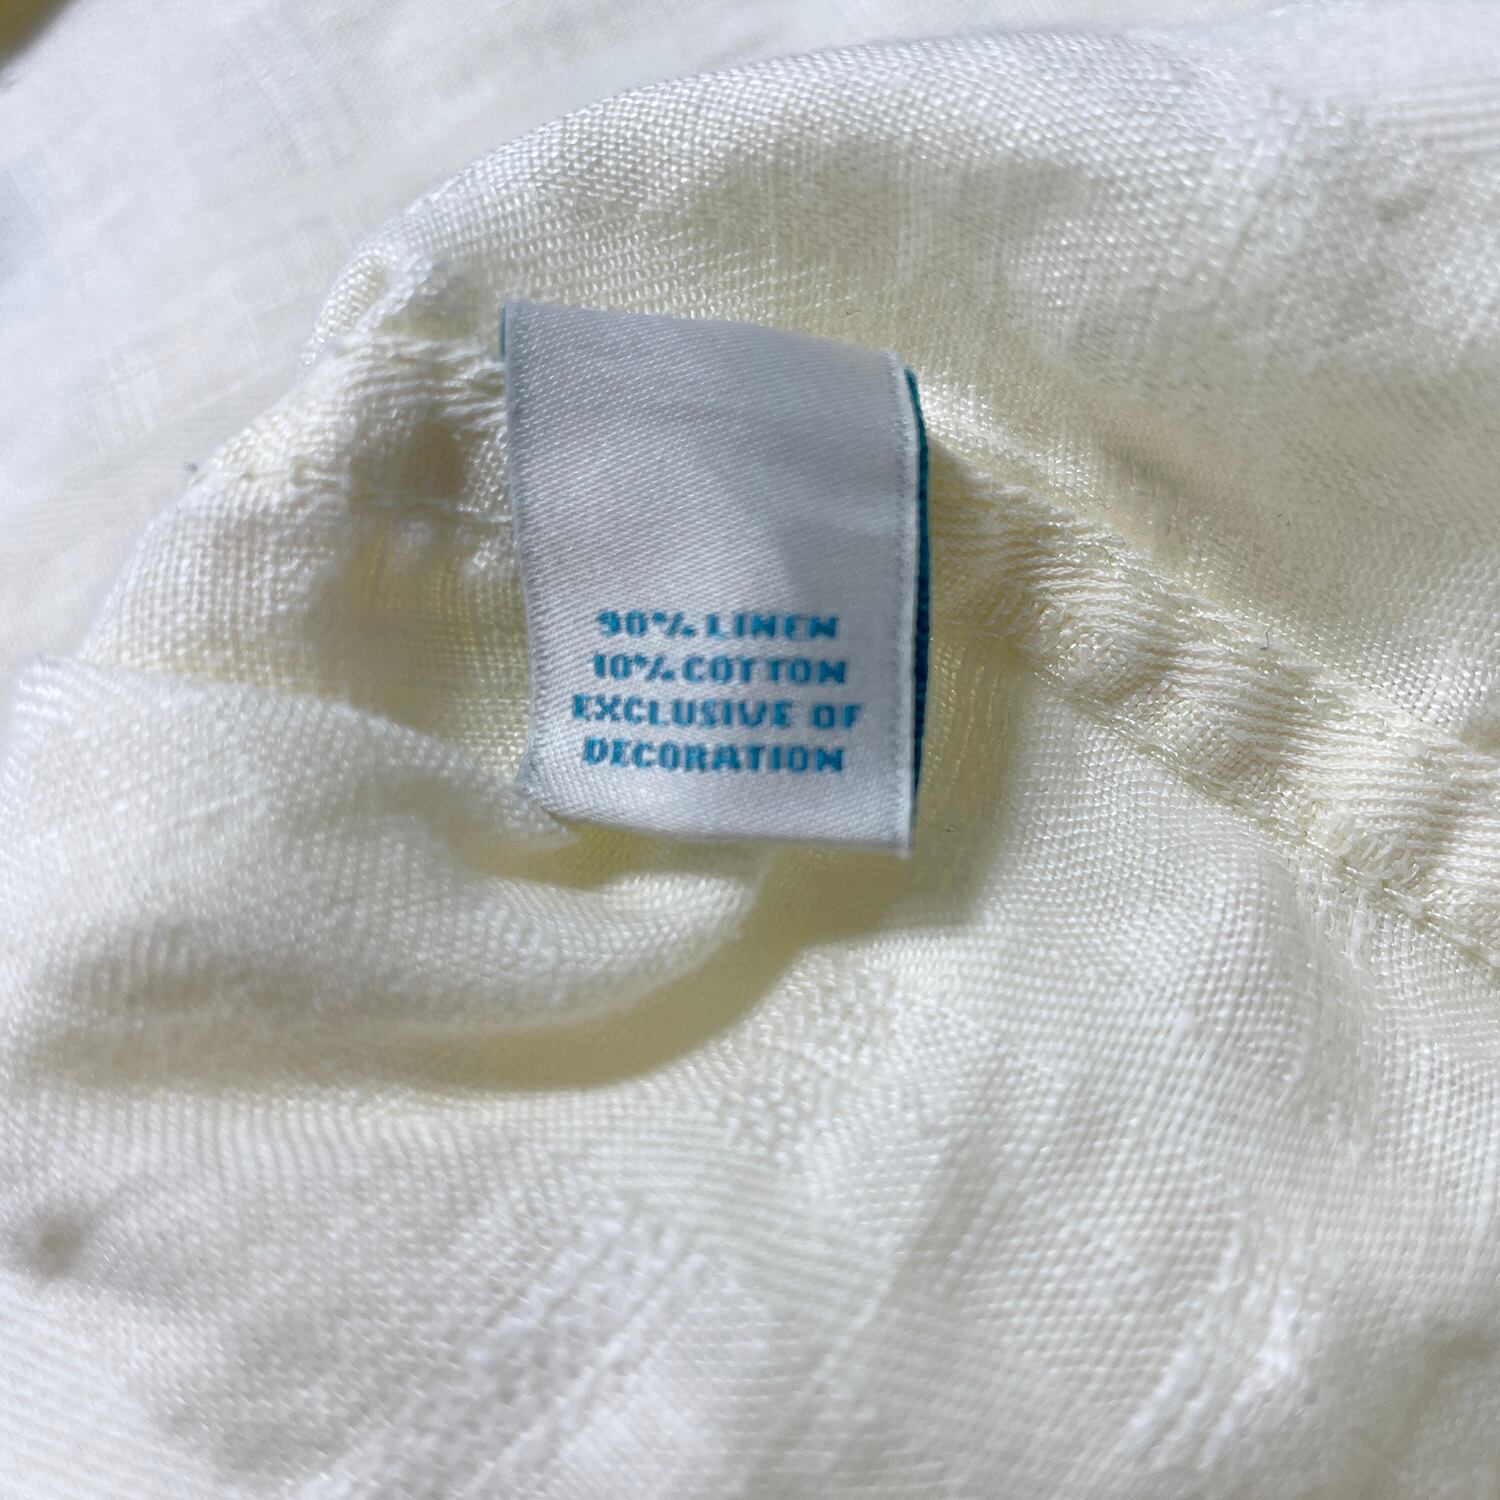 90% LINEN
10% COTTON
EXCLUSIVE OF
DECORATION